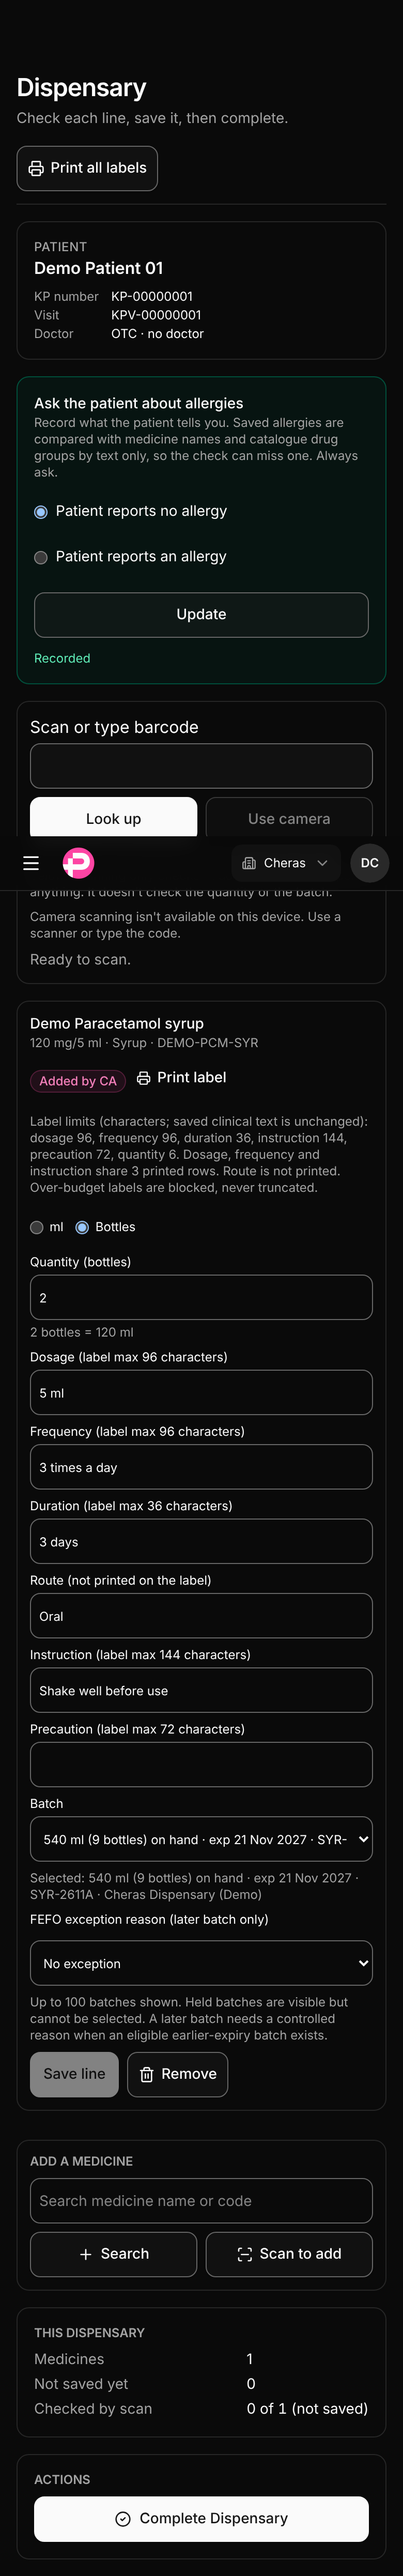 Dispensary
Check each line, save it, then complete.
Print all labels
PATIENT
Demo Patient 01
KP number KP-00000001
Visit KPV-00000001
Doctor OTC · no doctor
Ask the patient about allergies
Record what the patient tells you. Saved allergies are
compared with medicine names and catalogue drug
groups by text only, so the check can miss one. Always
ask.
Patient reports no allergy
Patient reports an allergy
Update
Recorded
Scan or type barcode
Look up Use camera
Cheras DC
anything. It doesn't check the quantity or the batch.
Camera scanning isn't available on this device. Use a
scanner or type the code.
Ready to scan.
Demo Paracetamol syrup
120 mg/5 ml · Syrup · DEMO-PCM-SYR
Added by CA Print label
Label limits (characters; saved clinical text is unchanged):
dosage 96, frequency 96, duration 36, instruction 144,
precaution 72, quantity 6. Dosage, frequency and
instruction share 3 printed rows. Route is not printed.
Over-budget labels are blocked, never truncated.
ml Bottles
Quantity (bottles)
2
2 bottles = 120 ml
Dosage (label max 96 characters)
5 ml
Frequency (label max 96 characters)
3 times a day
Duration (label max 36 characters)
3 days
Route (not printed on the label)
Oral
Instruction (label max 144 characters)
Shake well before use
Precaution (label max 72 characters)
Batch
540 ml (9 bottles) on hand · exp 21 Nov 2027 · SYR-
Selected: 540 ml (9 bottles) on hand · exp 21 Nov 2027 ·
SYR-2611A · Cheras Dispensary (Demo)
FEFO exception reason (later batch only)
No exception
Up to 100 batches shown. Held batches are visible but
cannot be selected. A later batch needs a controlled
reason when an eligible earlier-expiry batch exists.
Save line Remove
ADD A MEDICINE
Search medicine name or code
Search Scan to add
THIS DISPENSARY
Medicines 1
Not saved yet 0
Checked by scan 0 of 1 (not saved)
ACTIONS
Complete Dispensary